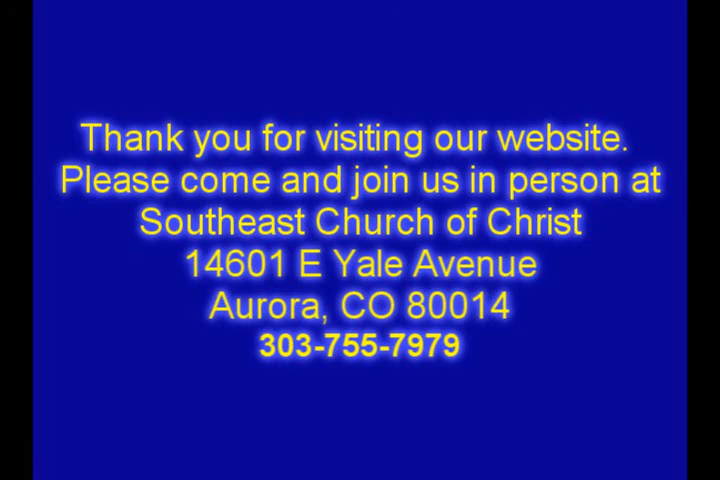 Thank you for visiting our website.
Please come and join us in person at
Southeast Church of Christ
14601 E Yale Avenue
Aurora, CO 80014
303-755-7979